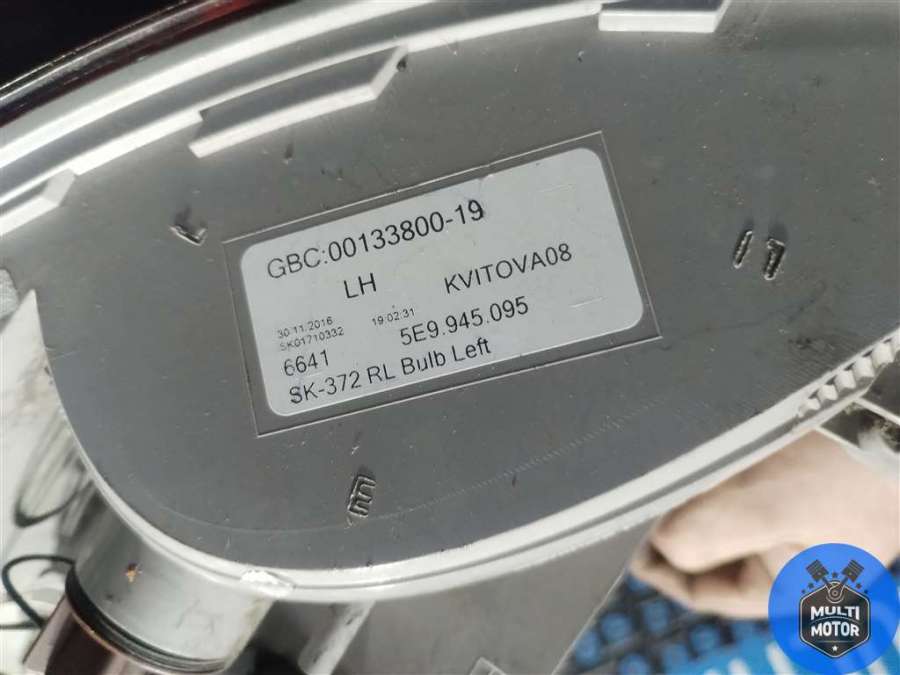 GBC:00133800-19
LH KVITOVA08
30.11.2016 19:02:31
SK01710332
5E9.945.095
6641
SK-372 RL Bulb Left
MULTI
MOTOR